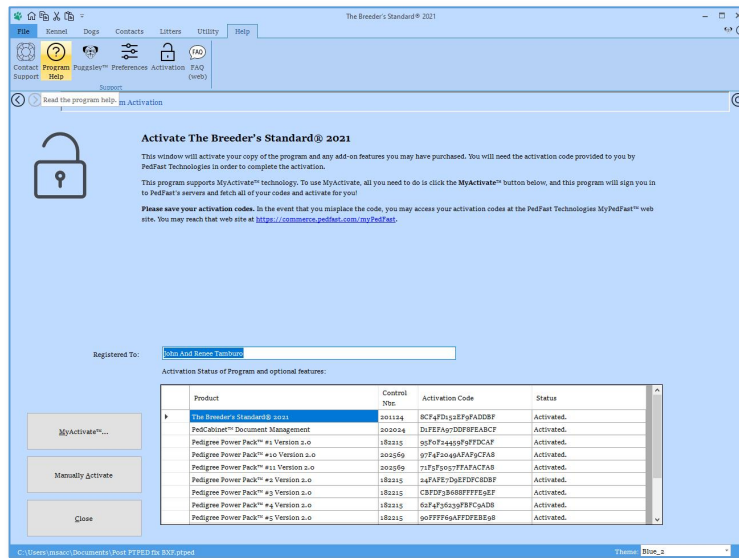 The Breeder's Standard® 2021
File Kennel Dogs Contacts Litters Utility Help
Contact Support
Program Help
Puggsley™
Preferences
Activation
FAQ
FAQ (web)
Support
Read the program help.
m Activation
Activate The Breeder's Standard® 2021
This window will activate your copy of the program and any add-on features you may have purchased. You will need the activation code provided to you by
PedFast Technologies in order to complete the activation.
This program supports MyActivate™ technology. To use MyActivate, all you need to do is click the MyActivate™ button below, and this program will sign you in
to PedFast's servers and fetch all of your codes and activate for you!
Please save your activation codes. In the event that you misplace the code, you may access your activation codes at the PedFast Technologies MyPedFast™ web
site. You may reach that web site at https://commerce.pedfast.com/myPedFast.
Registered To: John And Renee Tamburo
Activation Status of Program and optional features:
Product Control Nbr. Activation Code Status
The Breeder's Standard® 2021 201124 8CF4FD152EF9FADDBF Activated.
PedCabinet™ Document Management 202024 D1FEFA97DDF8FEABCF Activated.
Pedigree Power Pack™ #1 Version 2.0 182215 95F0F24459F9FFDCAF Activated.
Pedigree Power Pack™ #10 Version 2.0 202569 97F4F2049AFAF9CFA8 Activated.
Pedigree Power Pack™ #11 Version 2.0 202569 71F5F5057FFAFACFA8 Activated.
Pedigree Power Pack™ #2 Version 2.0 182215 24FAFE7D9EFDFC8DBF Activated.
Pedigree Power Pack™ #3 Version 2.0 182215 CBFDF3B688FFFFE9EF Activated.
Pedigree Power Pack™ #4 Version 2.0 182215 62F4F36239FBFC9AD8 Activated.
Pedigree Power Pack™ #5 Version 2.0 182215 90FFFF69AFFDFEBE98 Activated.
MyActivate™...
Manually Activate
Close
C:\Users\msacc\Documents\Post PTPED fix BXF.ptped
Theme: Blue_2